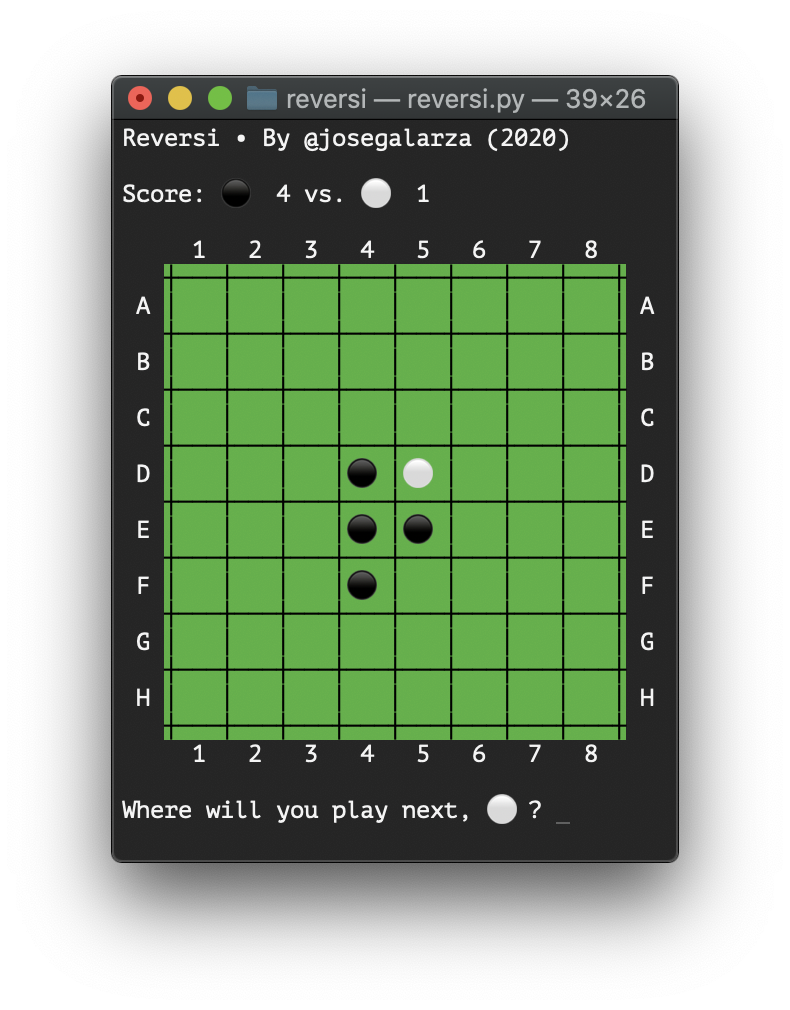 reversi — reversi.py — 39×26
Reversi • By @josegalarza (2020)
Score: ⚫ 4 vs. ⚪ 1
1 2 3 4 5 6 7 8
A A
B B
C C
D D
E E
F F
G G
H H
1 2 3 4 5 6 7 8
Where will you play next, ⚪ ? _